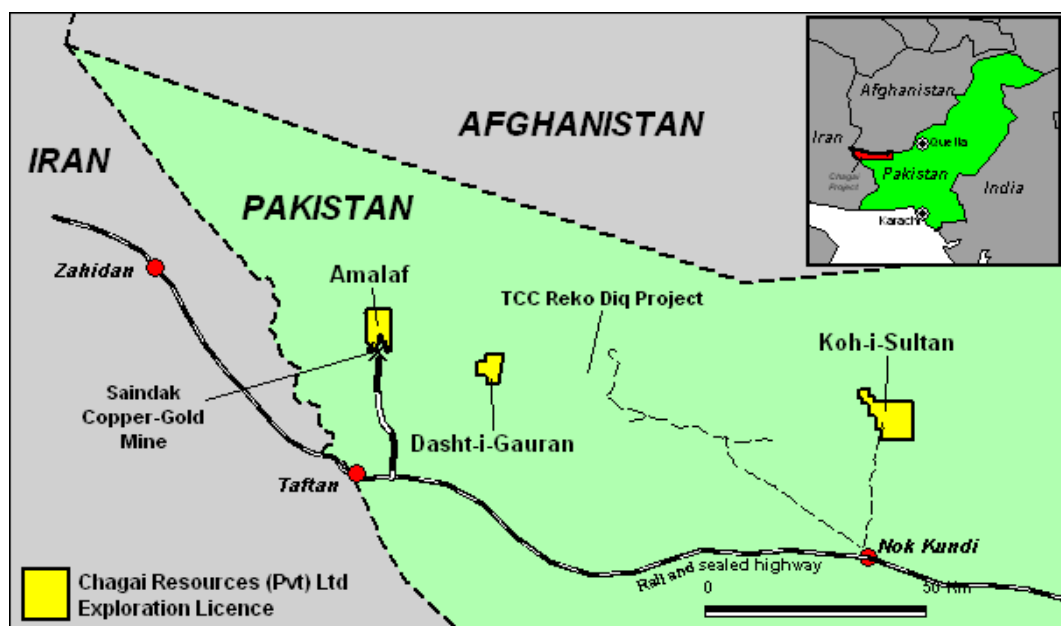 AFGHANISTAN
IRAN
PAKISTAN
Zahidan
Amalaf
TCC Reko Diq Project
Koh-i-Sultan
Saindak
Copper-Gold
Mine
Dasht-i-Gauran
Taftan
Nok Kundi
Rail and sealed highway
0
50 Km
Chagai Resources (Pvt) Ltd
Exploration Licence
Afghanistan
Iran
Quetta
Chagai
Project
Pakistan
India
Karachi